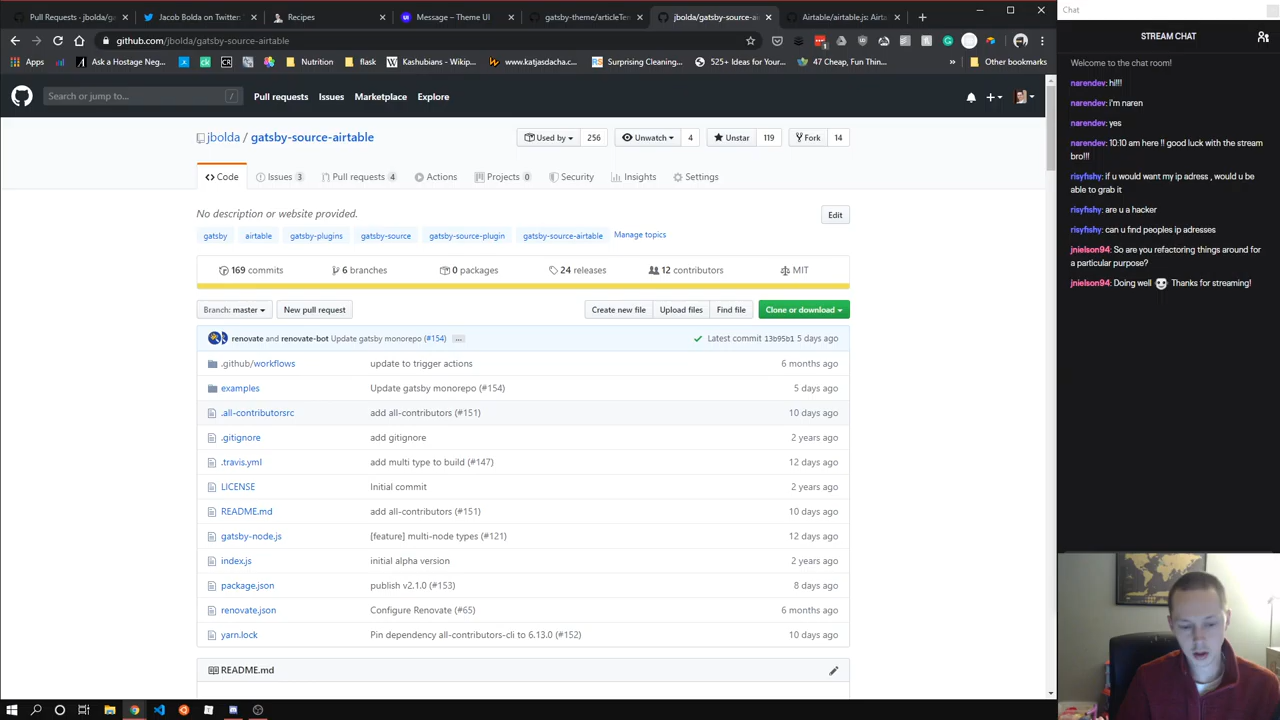 Pull Requests - jbolda/g
Jacob Bolda on Twitter:
Recipes
Message – Theme UI
gatsby-theme/articleTe
jbolda/gatsby-source-air
Airtable/airtable.js: Airta
github.com/jbolda/gatsby-source-airtable
Apps
Ask a Hostage Neg...
Nutrition
flask
Kashubians - Wikip...
www.katjasdacha.c...
Surprising Cleaning...
525+ Ideas for Your...
47 Cheap, Fun Thin...
»
Other bookmarks
Search or jump to...
/
Pull requests
Issues
Marketplace
Explore
jbolda / gatsby-source-airtable
Used by 256
Unwatch 4
Unstar 119
Fork 14
Code
Issues 3
Pull requests 4
Actions
Projects 0
Security
Insights
Settings
No description or website provided.
Edit
gatsby
airtable
gatsby-plugins
gatsby-source
gatsby-source-plugin
gatsby-source-airtable
Manage topics
169 commits
6 branches
0 packages
24 releases
12 contributors
MIT
Branch: master
New pull request
Create new file
Upload files
Find file
Clone or download
renovate and renovate-bot Update gatsby monorepo (#154) ...
Latest commit 13b95b1 5 days ago
.github/workflows update to trigger actions 6 months ago
examples Update gatsby monorepo (#154) 5 days ago
.all-contributorsrc add all-contributors (#151) 10 days ago
.gitignore add gitignore 2 years ago
.travis.yml add multi type to build (#147) 12 days ago
LICENSE Initial commit 2 years ago
README.md add all-contributors (#151) 10 days ago
gatsby-node.js [feature] multi-node types (#121) 12 days ago
index.js initial alpha version 2 years ago
package.json publish v2.1.0 (#153) 8 days ago
renovate.json Configure Renovate (#65) 6 months ago
yarn.lock Pin dependency all-contributors-cli to 6.13.0 (#152) 10 days ago
README.md
Chat
STREAM CHAT
Welcome to the chat room!
narendev: hi!!!
narendev: i'm naren
narendev: yes
narendev: 10:10 am here !! good luck with the stream
bro!!!
risyfishy: if u would want my ip adress , would u be
able to grab it
risyfishy: are u a hacker
risyfishy: can u find peoples ip adresses
jnielson94: So are you refactoring things around for
a particular purpose?
jnielson94: Doing well Thanks for streaming!